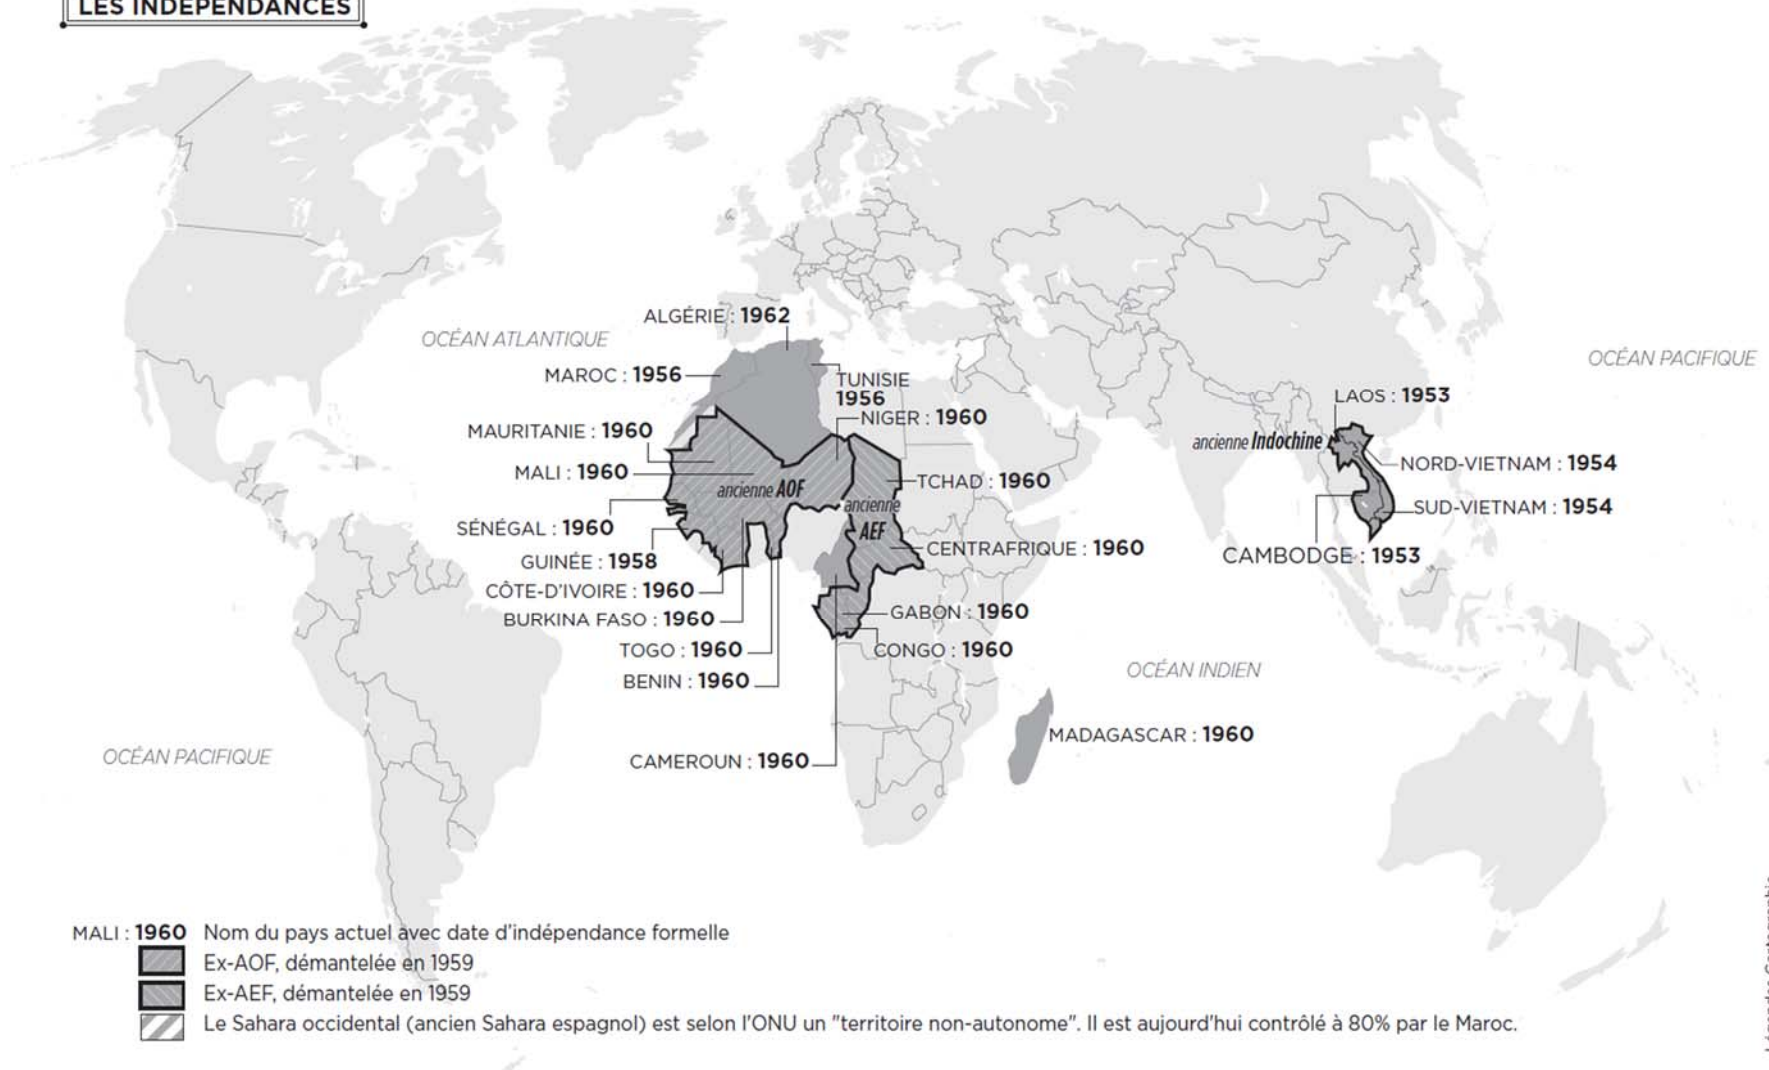 LES INDÉPENDANCES
ALGÉRIE : 1962
OCÉAN ATLANTIQUE
OCÉAN PACIFIQUE
MAROC : 1956
TUNISIE
1956
LAOS : 1953
NIGER : 1960
MAURITANIE : 1960
ancienne Indochine
NORD-VIETNAM : 1954
MALI : 1960
TCHAD : 1960
ancienne AOF
ancienne
AEF
SUD-VIETNAM : 1954
SÉNÉGAL : 1960
CENTRAFRIQUE : 1960
CAMBODGE : 1953
GUINÉE : 1958
CÔTE-D'IVOIRE : 1960
GABON : 1960
BURKINA FASO : 1960
TOGO : 1960
CONGO : 1960
OCÉAN INDIEN
BENIN : 1960
MADAGASCAR : 1960
OCÉAN PACIFIQUE
CAMEROUN : 1960
MALI : 1960 Nom du pays actuel avec date d'indépendance formelle
Ex-AOF, démantelée en 1959
Ex-AEF, démantelée en 1959
Le Sahara occidental (ancien Sahara espagnol) est selon l'ONU un "territoire non-autonome". Il est aujourd'hui contrôlé à 80% par le Maroc.